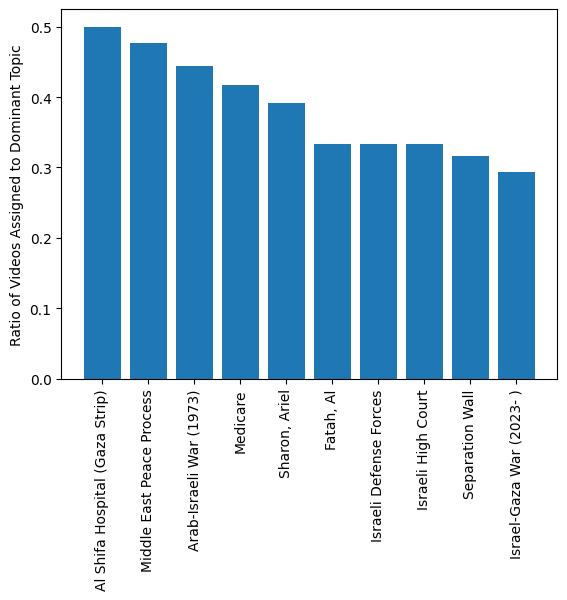 Ratio of Videos Assigned to Dominant Topic
0.5
0.4
0.3
0.2
0.1
0.0
Al Shifa Hospital (Gaza Strip)
Middle East Peace Process
Arab-Israeli War (1973)
Medicare
Sharon, Ariel
Fatah, Al
Israeli Defense Forces
Israeli High Court
Separation Wall
Israel-Gaza War (2023- )